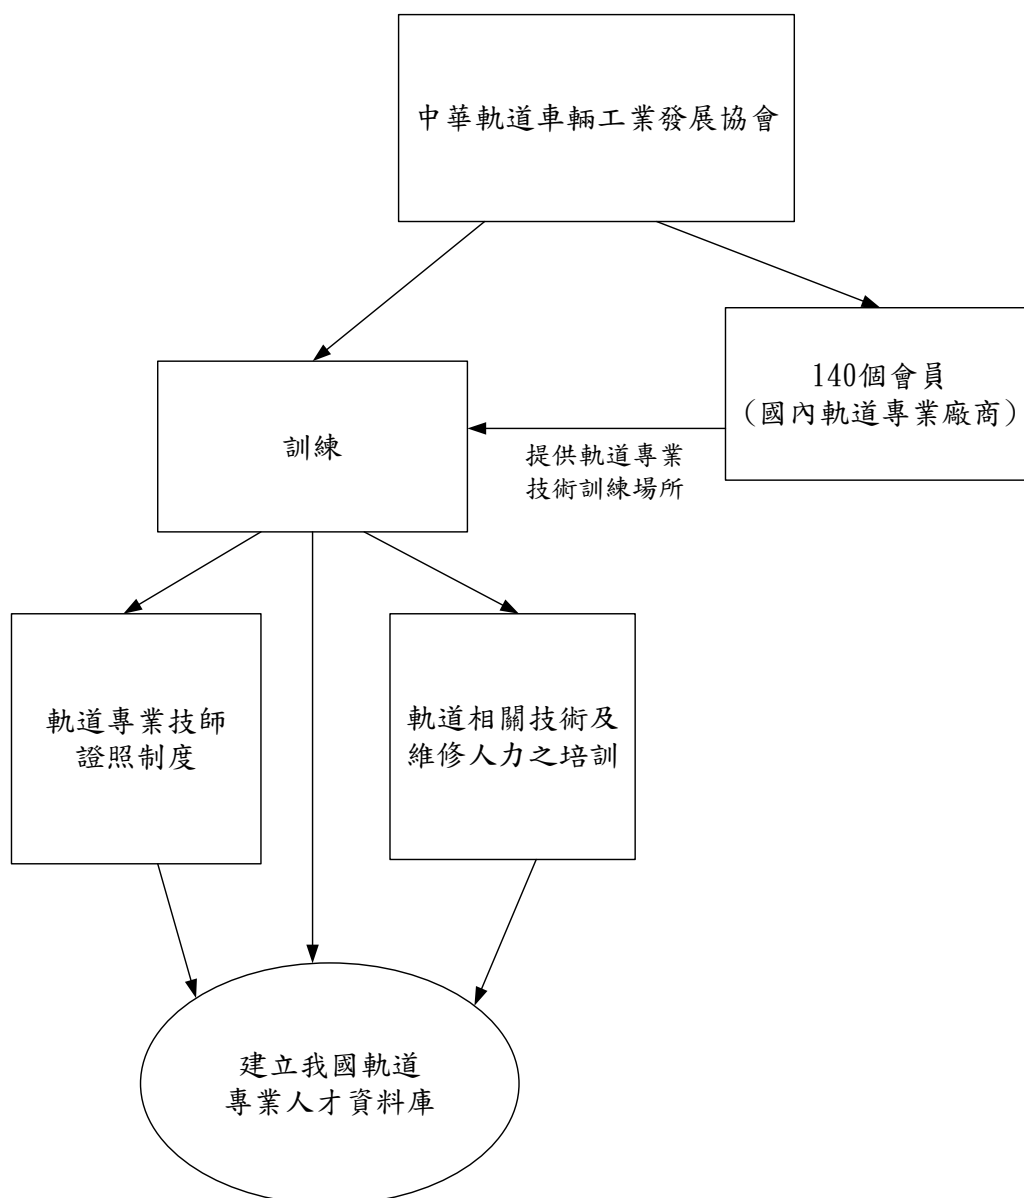 中華軌道車輛工業發展協會
140個會員
（國內軌道專業廠商）
訓練
提供軌道專業
技術訓練場所
軌道專業技師
證照制度
軌道相關技術及
維修人力之培訓
建立我國軌道
專業人才資料庫